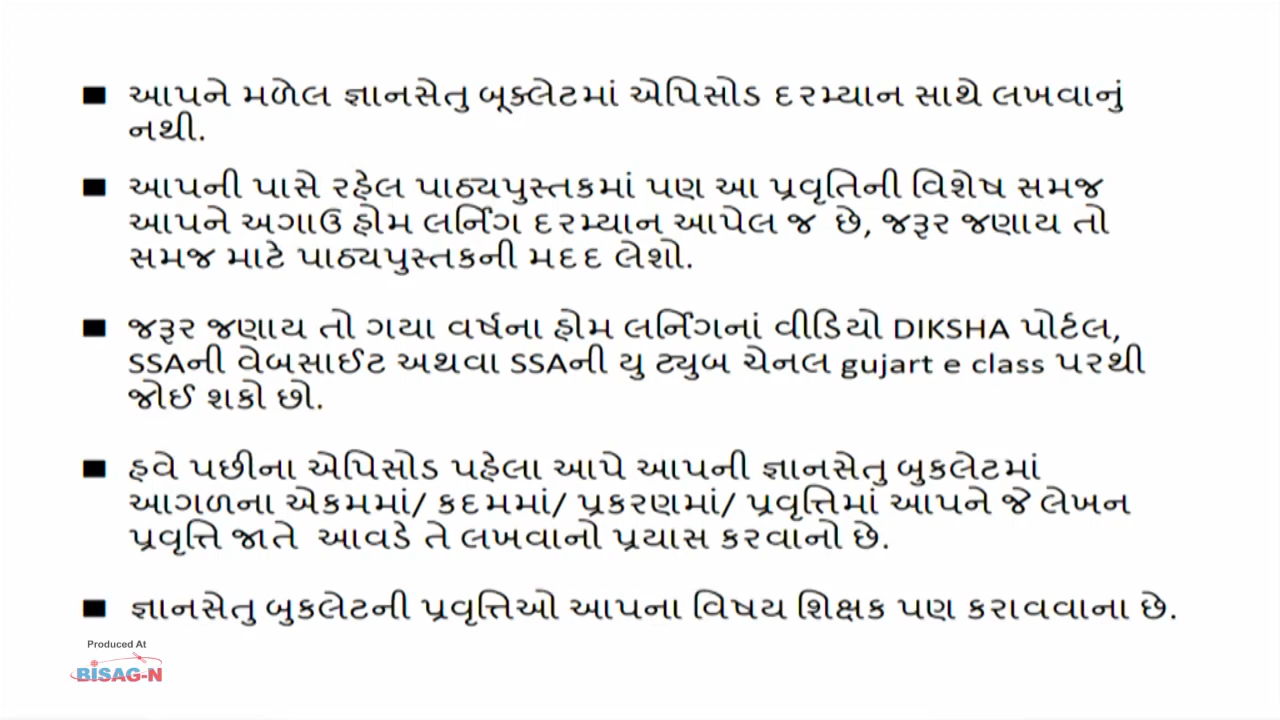 ■ આપને મળેલ જ્ઞાનસેતુ બૂક્લેટમાં એપિસોડ દરમ્યાન સાથે લખવાનું
નથી.
■ આપની પાસે રહેલ પાઠ્યપુસ્તકમાં પણ આ પ્રવૃતિની વિશેષ સમજ
આપને અગાઉ હોમ લર્નિંગ દરમ્યાન આપેલ જ છે, જરૂર જણાય તો
સમજ માટે પાઠ્યપુસ્તકની મદદ લેશો.
■ જરૂર જણાય તો ગયા વર્ષના હોમ લર્નિંગનાં વીડિયો DIKSHA પોર્ટલ,
SSAની વેબસાઈટ અથવા SSAની યુ ટ્યુબ ચેનલ gujart e class પરથી
જોઈ શકો છો.
■ હવે પછીના એપિસોડ પહેલા આપે આપની જ્ઞાનસેતુ બુકલેટમાં
આગળના એકમમાં/ કદમમાં/ પ્રકરણમાં/ પ્રવૃત્તિમાં આપને જે લેખન
પ્રવૃત્તિ જાતે આવડે તે લખવાનો પ્રયાસ કરવાનો છે.
■ જ્ઞાનસેતુ બુકલેટની પ્રવૃત્તિઓ આપના વિષય શિક્ષક પણ કરાવવાના છે.
Produced At
BISAG-N